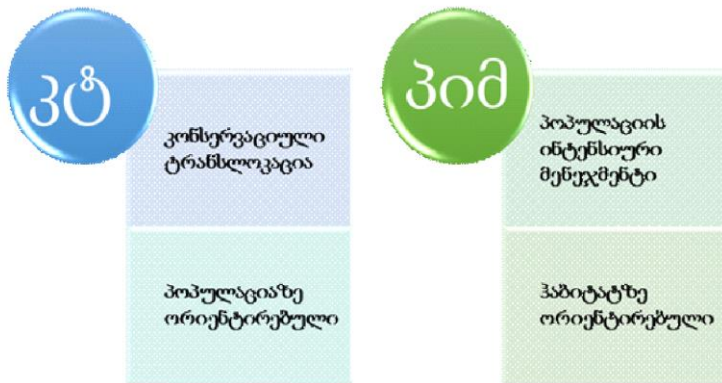 კტ
კონსერვაციული
ტრანსლოკაცია
პოპულაციაზე
ორიენტირებული
პიმ
პოპულაციის
ინტენსიური
მენეჯმენტი
ჰაბიტატზე
ორიენტირებული